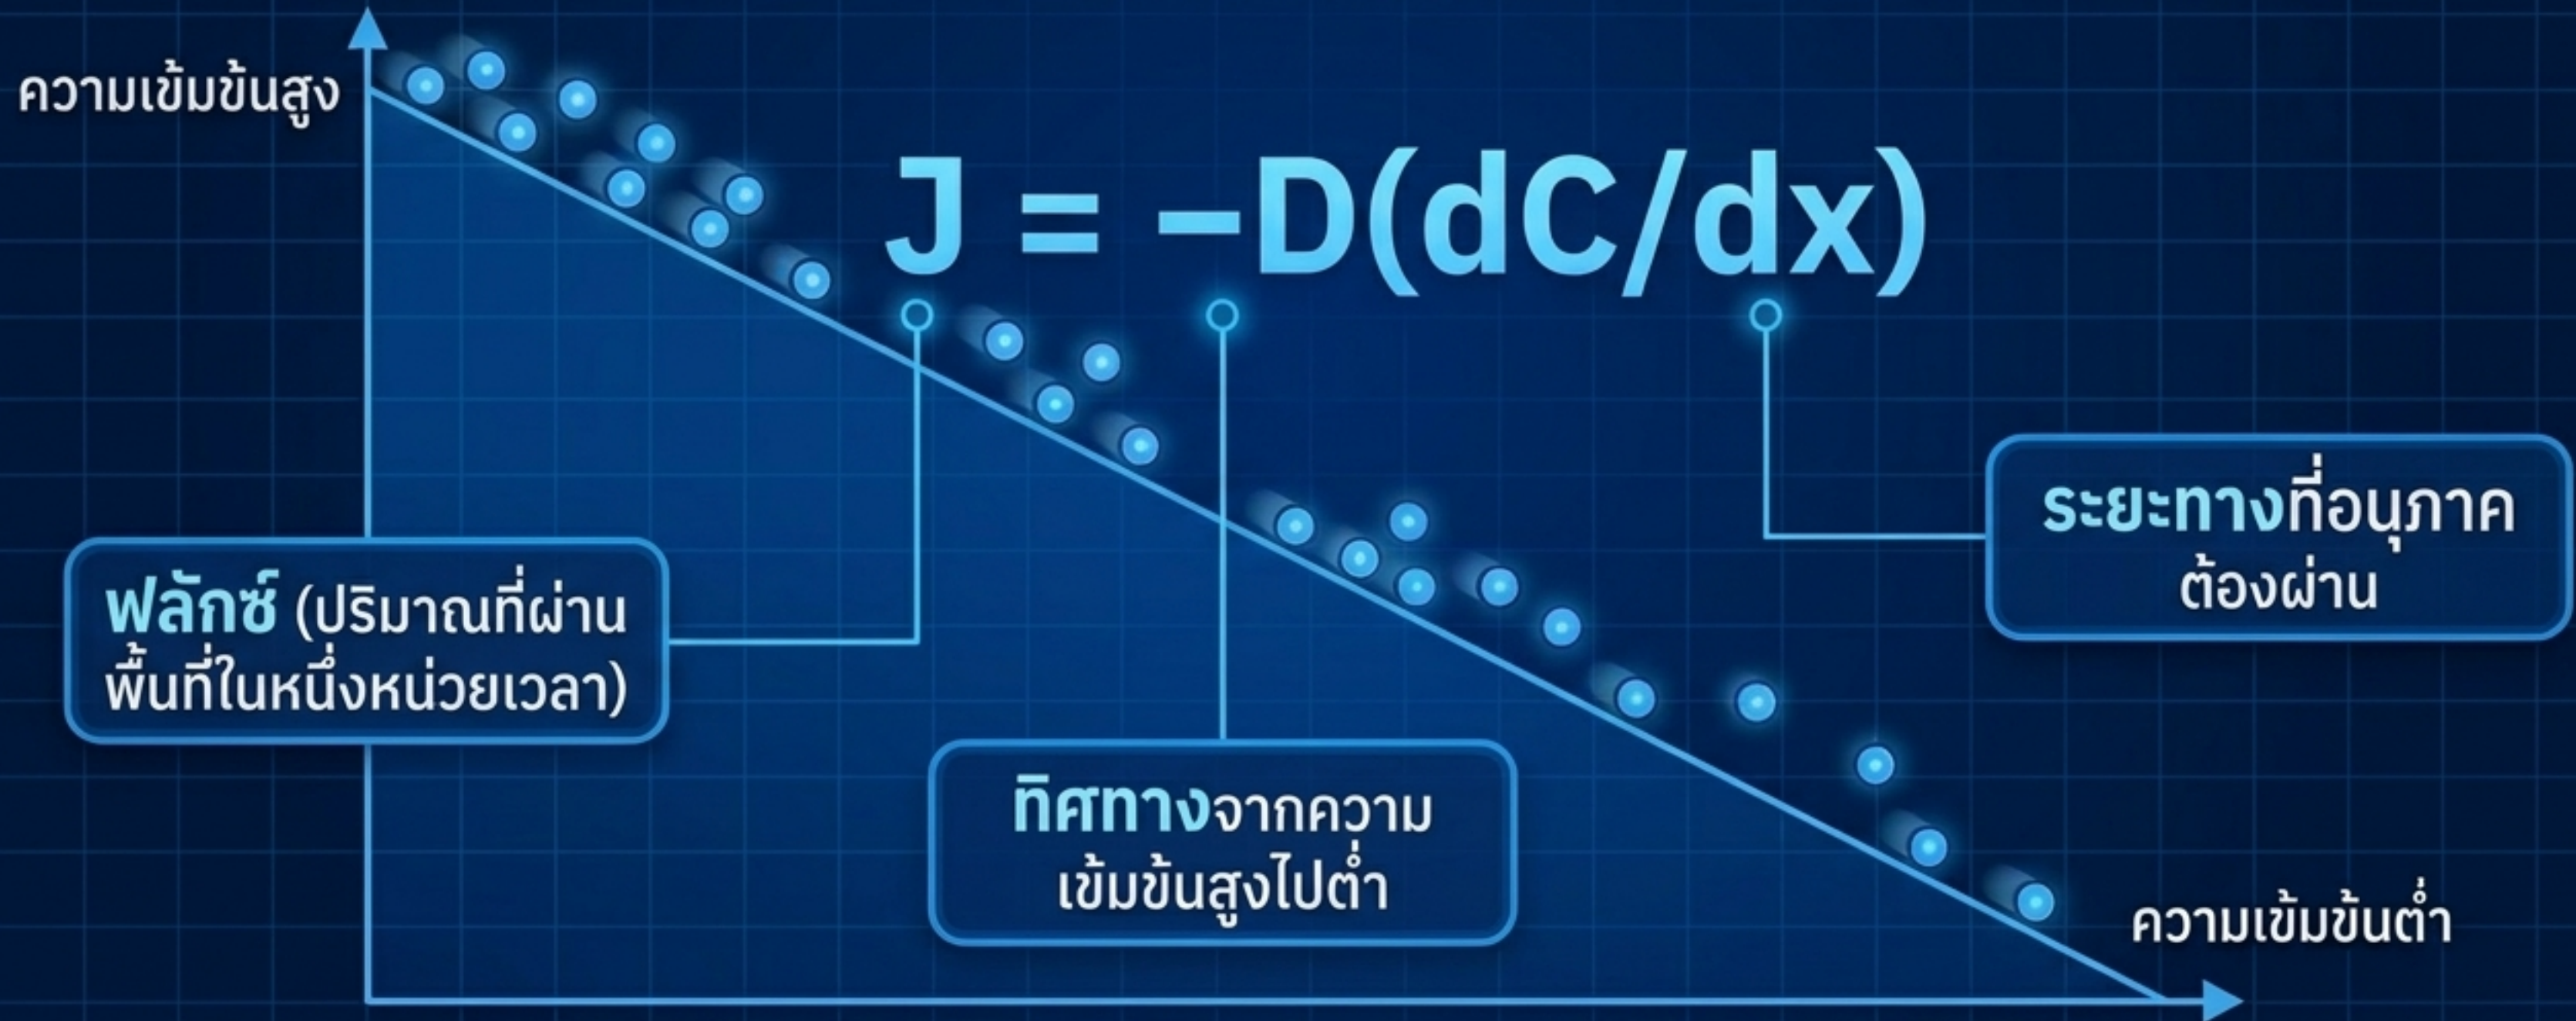 ความเข้มข้นสูง
J = −D(dC/dx)
ระยะทางที่อนุภาค
ต้องผ่าน
ฟลักซ์ (ปริมาณที่ผ่าน
พื้นที่ในหนึ่งหน่วยเวลา)
ทิศทางจากความ
เข้มข้นสูงไปต่ำ
ความเข้มข้นต่ำ